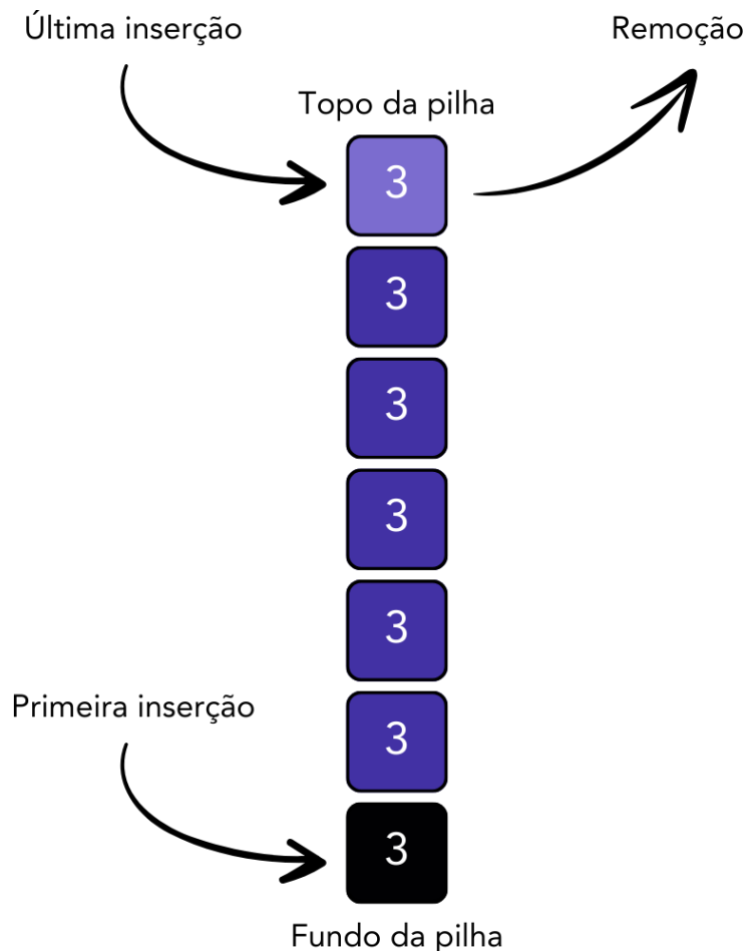 Última inserção
Remoção
Topo da pilha
3
3
3
3
3
3
Primeira inserção
3
Fundo da pilha